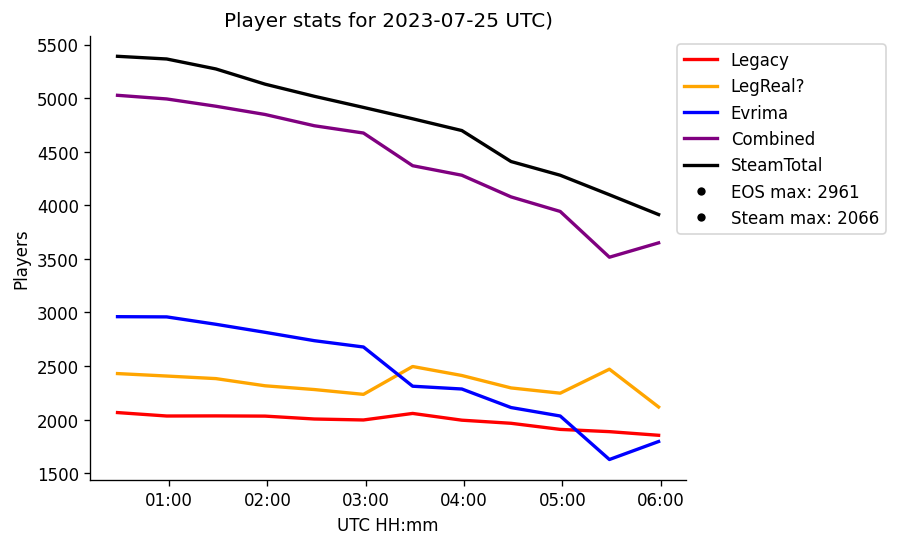 Player stats for 2023-07-25 UTC)
5500
5000
4500
4000
3500
3000
2500
2000
1500
Players
01:00 02:00 03:00 04:00 05:00 06:00
UTC HH:mm
Legacy
LegReal?
Evrima
Combined
SteamTotal
EOS max: 2961
Steam max: 2066